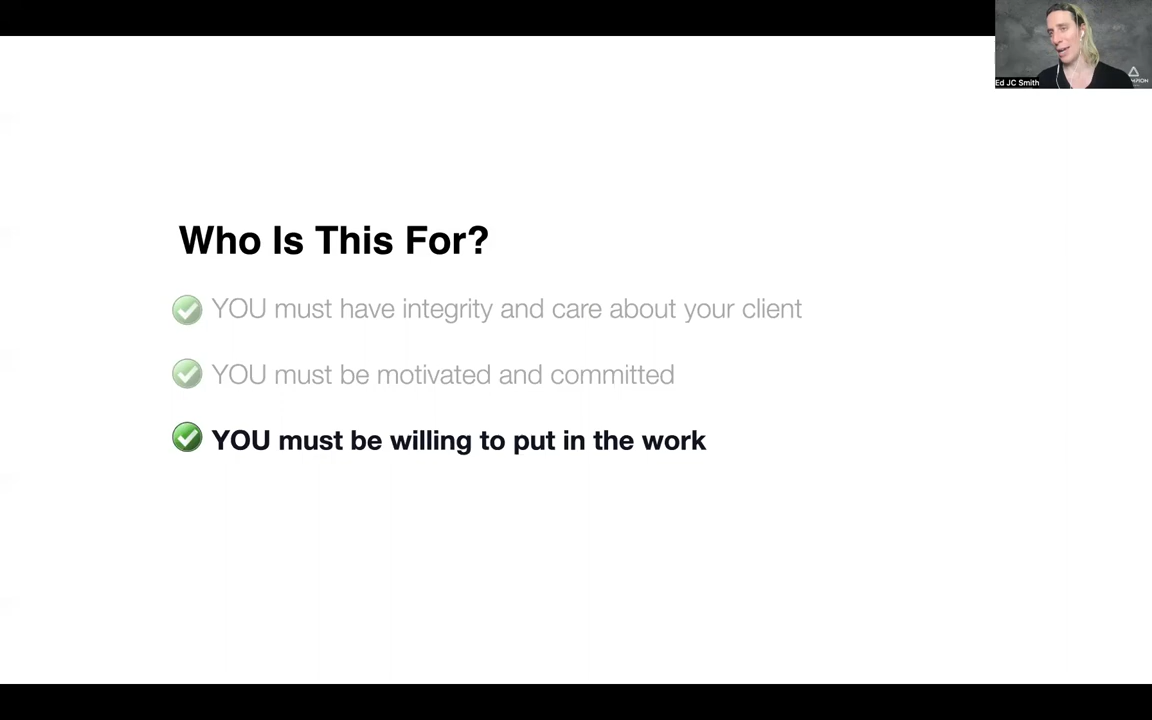 Ed JC Smith
Who Is This For?
YOU must have integrity and care about your client
YOU must be motivated and committed
YOU must be willing to put in the work